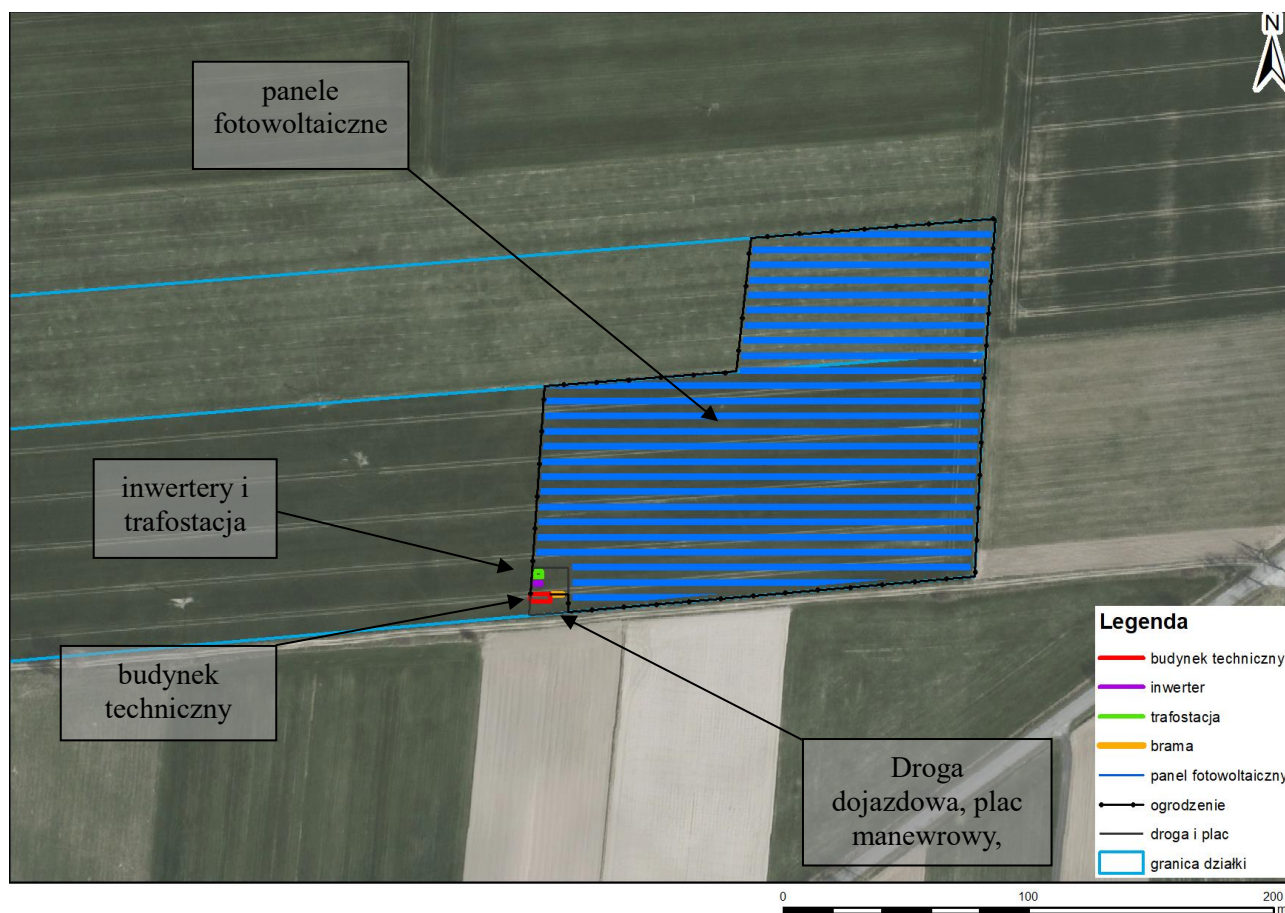 N
panele
fotowoltaiczne
inwertery i
trafostacja
budynek
techniczny
Droga
dojazdowa, plac
manewrowy,
Legenda
budynek techniczny
inwerter
trafostacja
brama
panel fotowoltaiczny
ogrodzenie
droga i plac
granica działki
0 100 200
m